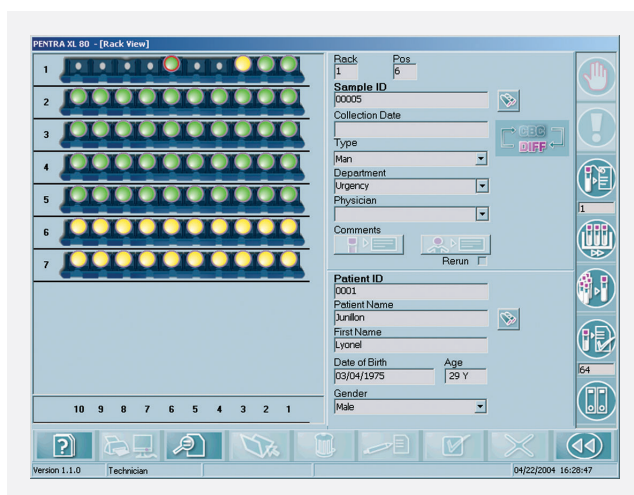 PENTRA XL 80 - [Rack View]
1
2
3
4
5
6
7
10 9 8 7 6 5 4 3 2 1
Rack Pos
1 6
Sample ID
00005
Collection Date
Type
Man
Department
Urgency
Physician
Comments
Rerun
CBC
DIFF
Patient ID
0001
Patient Name
Junillon
First Name
Lyonel
Date of Birth Age
03/04/1975 29 Y
Gender
Male
1
64
Version 1.1.0 Technician 04/22/2004 16:28:47